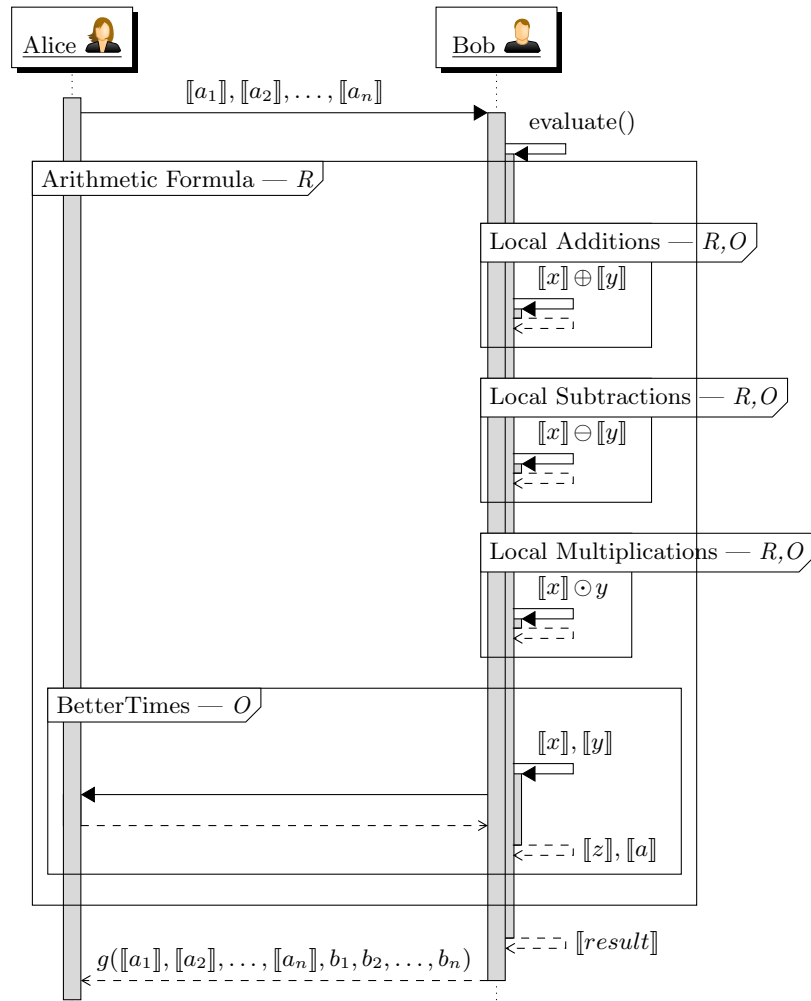 Alice
Bob
⟦a₁⟧, ⟦a₂⟧, . . . , ⟦aₙ⟧
evaluate()
Arithmetic Formula — R
Local Additions — R,O
⟦x⟧ ⊕ ⟦y⟧
Local Subtractions — R,O
⟦x⟧ ⊖ ⟦y⟧
Local Multiplications — R,O
⟦x⟧ ⊙ y
BetterTimes — O
⟦x⟧, ⟦y⟧
⟦z⟧, ⟦a⟧
⟦result⟧
g(⟦a₁⟧, ⟦a₂⟧, . . . , ⟦aₙ⟧, b₁, b₂, . . . , bₙ)